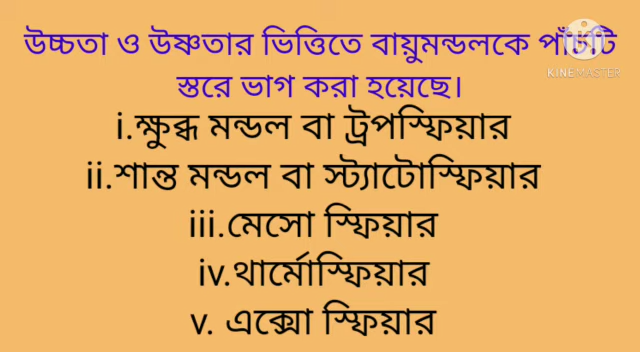 উচ্চতা ও উষ্ণতার ভিত্তিতে বায়ুমন্ডলকে পাঁচটি
স্তরে ভাগ করা হয়েছে।
i.ক্ষুব্ধ মন্ডল বা ট্রপস্ফিয়ার
ii.শান্ত মন্ডল বা স্ট্যাটোস্ফিয়ার
iii.মেসো স্ফিয়ার
iv.থার্মোস্ফিয়ার
v. এক্সো স্ফিয়ার
KINEMASTER